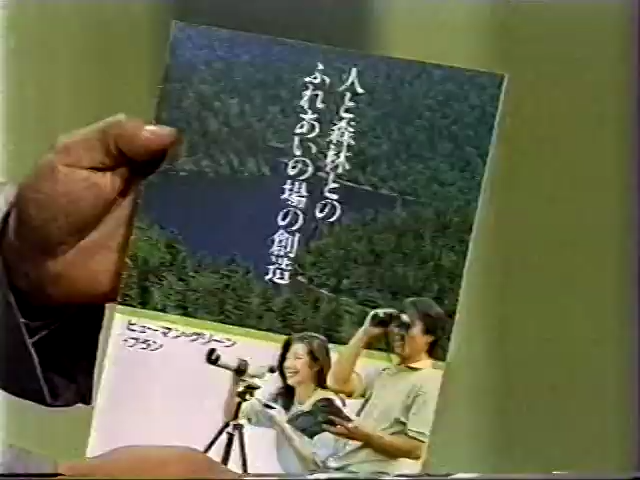 人と森林との
ふれあいの場の創造
ヒューマン・グリーン
・プラン